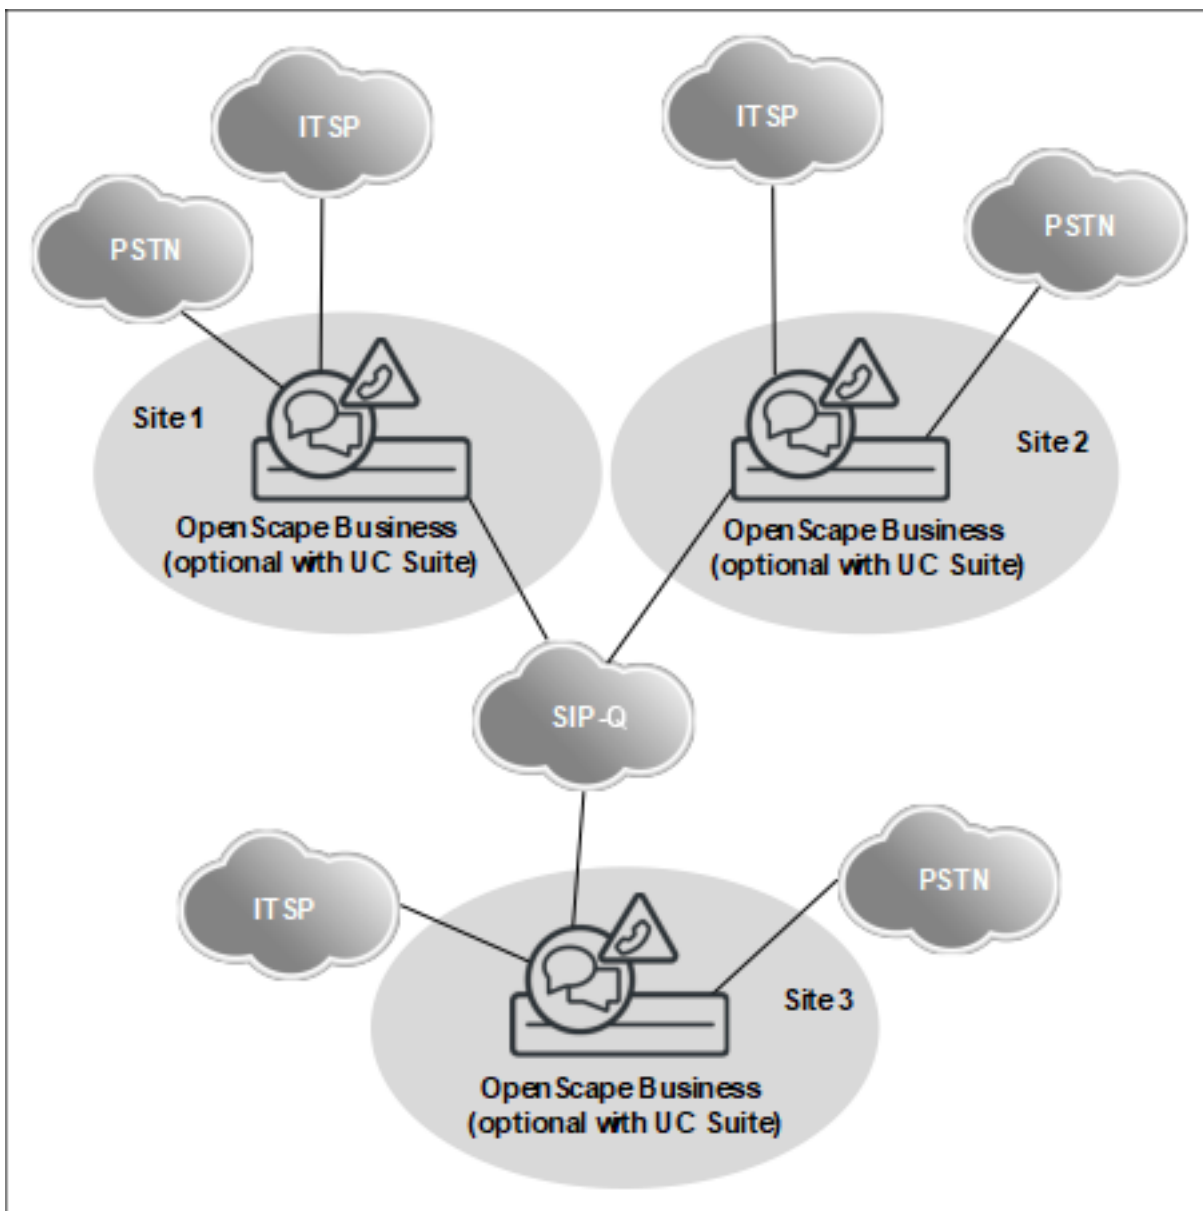 ITSP
ITSP
PSTN
PSTN
Site 1
Site 2
OpenScape Business
(optional with UC Suite)
OpenScape Business
(optional with UC Suite)
SIP-Q
ITSP
PSTN
Site 3
OpenScape Business
(optional with UC Suite)